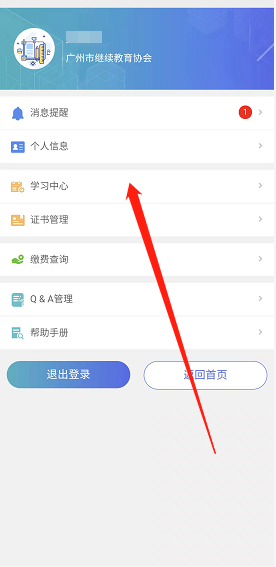 广州市继续教育协会
消息提醒
1
个人信息
学习中心
证书管理
缴费查询
Q & A管理
帮助手册
退出登录
返回首页